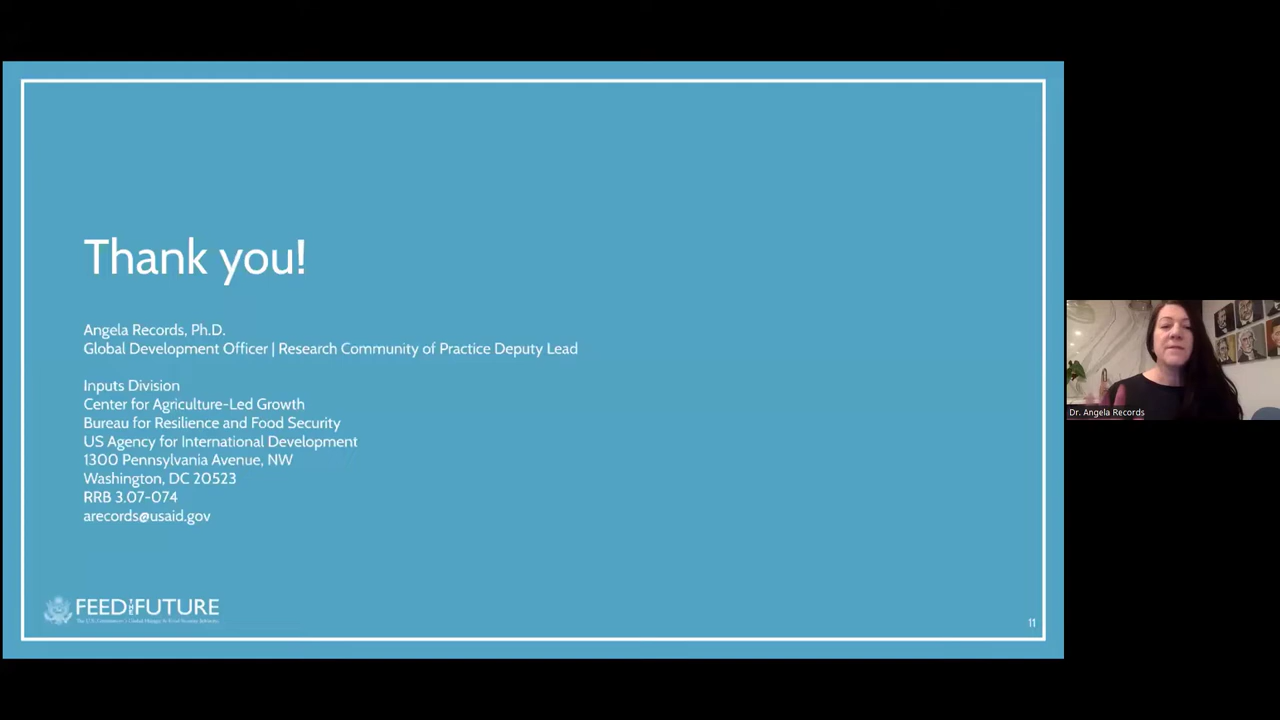 Thank you!
Angela Records, Ph.D.
Global Development Officer | Research Community of Practice Deputy Lead
Inputs Division
Center for Agriculture-Led Growth
Bureau for Resilience and Food Security
US Agency for International Development
1300 Pennsylvania Avenue, NW
Washington, DC 20523
RRB 3.07-074
arecords@usaid.gov
FEED THE FUTURE
The U.S. Government's Global Hunger & Food Security Initiative
11
Dr. Angela Records